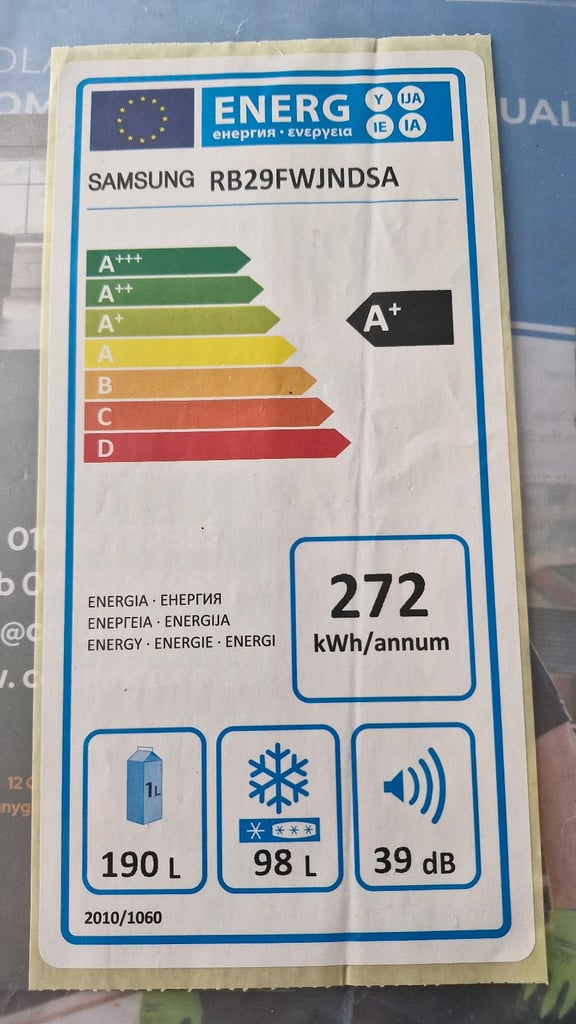 ENERG Y IJA
IE IA
енергия · ενεργεια
SAMSUNG RB29FWJNDSA
A+++
A++
A+
A+
A
B
C
D
272
kWh/annum
ENERGIA · ЕНЕРГИЯ
ΕΝΕΡΓΕΙΑ · ENERGIJA
ENERGY · ENERGIE · ENERGI
1L
190 L
98 L
39 dB
2010/1060
UAL